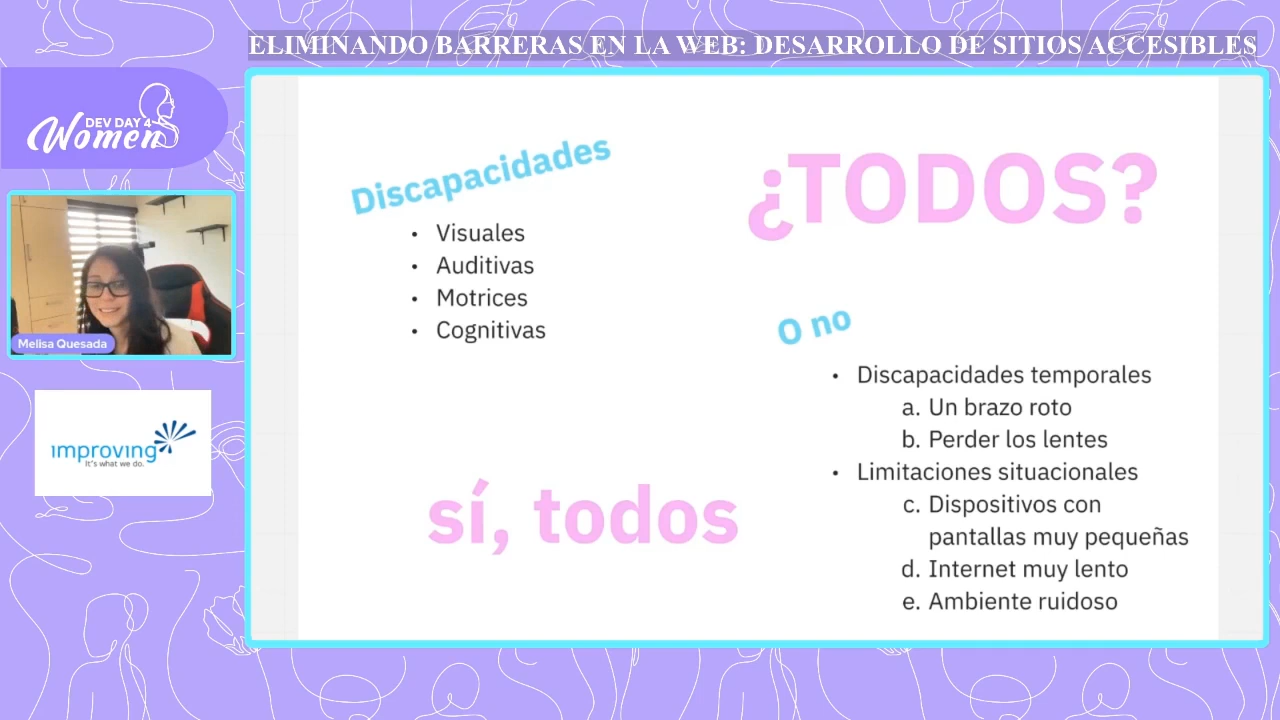 ELIMINANDO BARRERAS EN LA WEB: DESARROLLO DE SITIOS ACCESIBLES
DEV DAY 4
Women
Melisa Quesada
improving
It's what we do.
Discapacidades
• Visuales
• Auditivas
• Motrices
• Cognitivas
¿TODOS?
O no
• Discapacidades temporales
a. Un brazo roto
b. Perder los lentes
• Limitaciones situacionales
c. Dispositivos con
pantallas muy pequeñas
d. Internet muy lento
e. Ambiente ruidoso
sí, todos